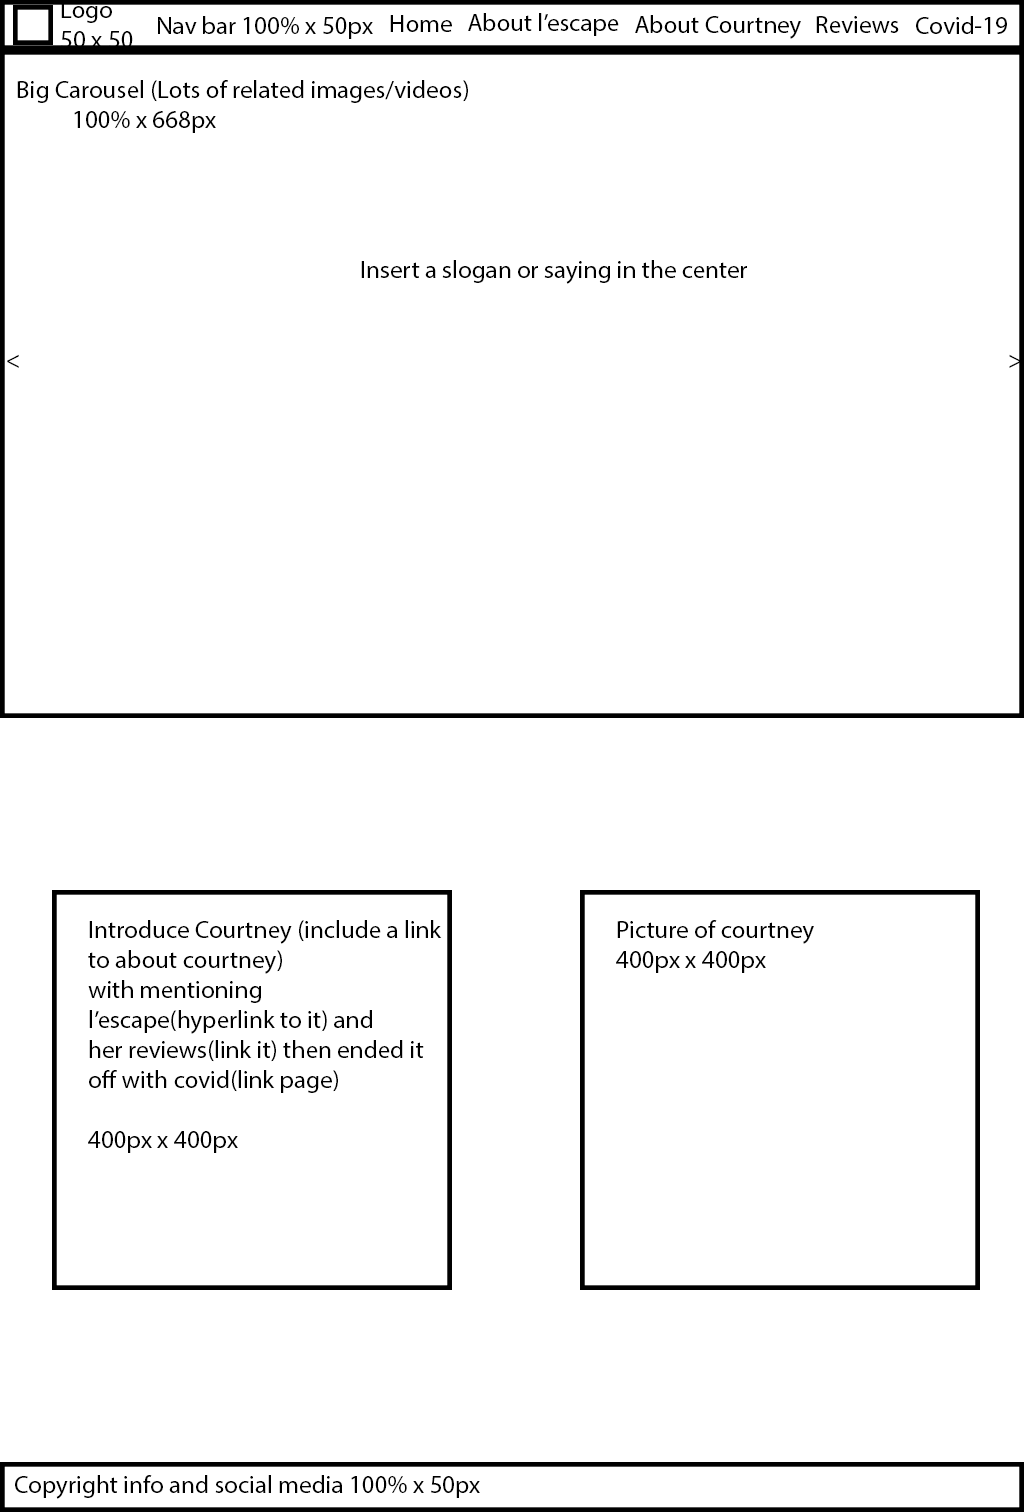 Logo
50 x 50
Nav bar 100% x 50px
Home
About l’escape
About Courtney
Reviews
Covid-19
Big Carousel (Lots of related images/videos)
100% x 668px
Insert a slogan or saying in the center
<
>
Introduce Courtney (include a link
to about courtney)
with mentioning
l’escape(hyperlink to it) and
her reviews(link it) then ended it
off with covid(link page)
400px x 400px
Picture of courtney
400px x 400px
Copyright info and social media 100% x 50px